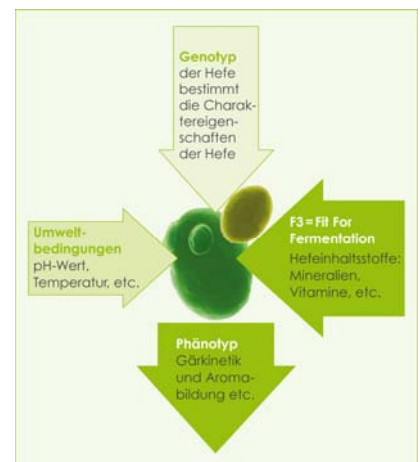 Genotyp
der Hefe
bestimmt
die Charak-
tereigen-
schaften
der Hefe
Umwelt-
bedingungen
pH-Wert,
Temperatur, etc.
F3=Fit For
Fermentation
Hefeinhaltsstoffe:
Mineralien,
Vitamine, etc.
Phänotyp
Gärkinetik
und Aroma-
bildung etc.